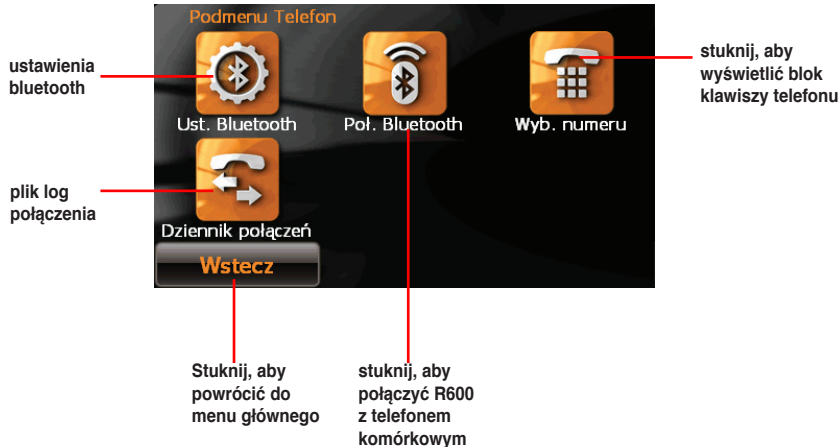 Podmenu Telefon
ustawienia
bluetooth
stuknij, aby
wyświetlić blok
klawiszy telefonu
Ust. Bluetooth
Poł. Bluetooth
Wyb. numeru
plik log
połączenia
Dziennik połączeń
Wstecz
Stuknij, aby
powrócić do
menu głównego
stuknij, aby
połączyć R600
z telefonem
komórkowym